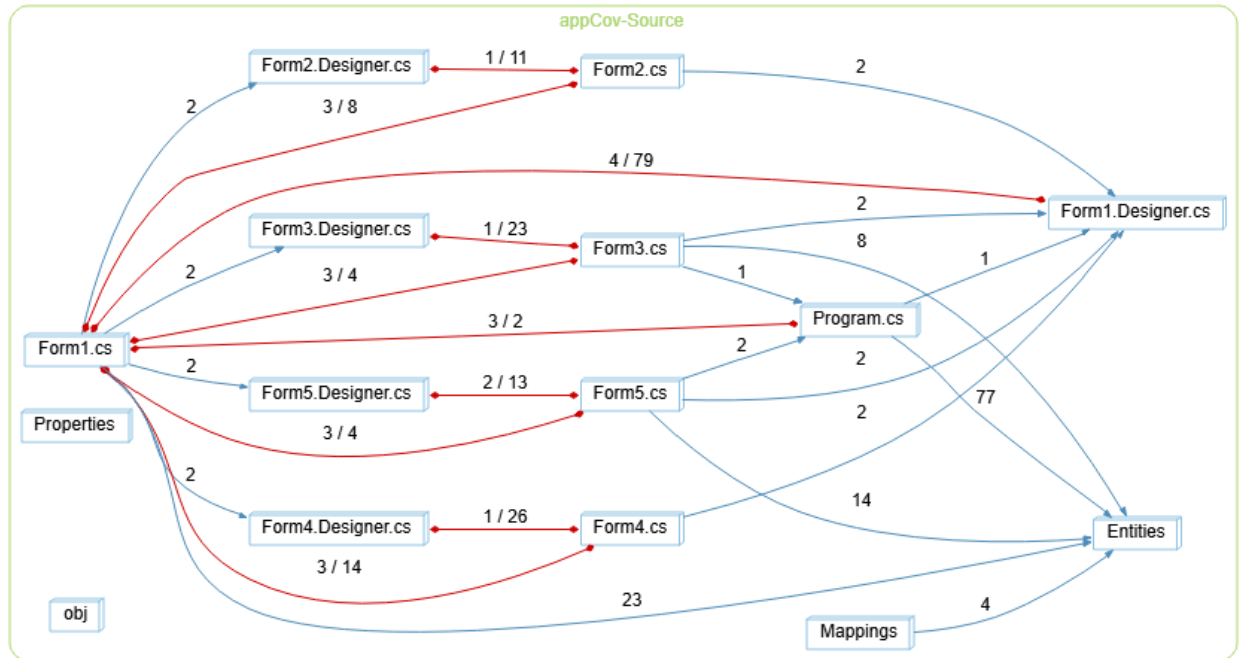 appCov-Source
Form2.Designer.cs
1 / 11
Form2.cs
2
2
3 / 8
4 / 79
Form3.Designer.cs
1 / 23
Form3.cs
2
Form1.Designer.cs
8
2
3 / 4
1
1
Form1.cs
3 / 2
Program.cs
2
2
2
Form5.Designer.cs
2 / 13
Form5.cs
77
Properties
3 / 4
2
2
14
Form4.Designer.cs
1 / 26
Form4.cs
Entities
3 / 14
obj
23
4
Mappings